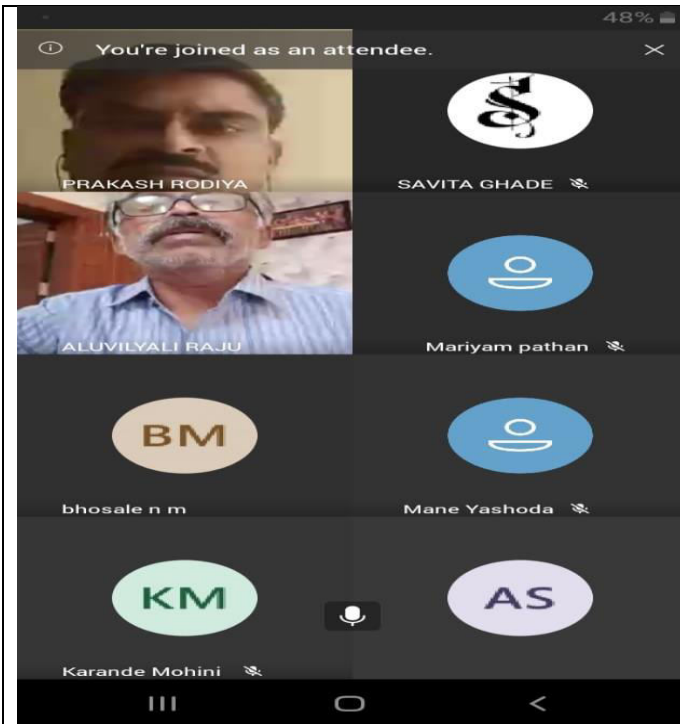 48%
You're joined as an attendee.
PRAKASH RODIYA
SAVITA GHADE
ALUVILYALI RAJU
Mariyam pathan
BM
bhosale n m
Mane Yashoda
KM
AS
Karande Mohini